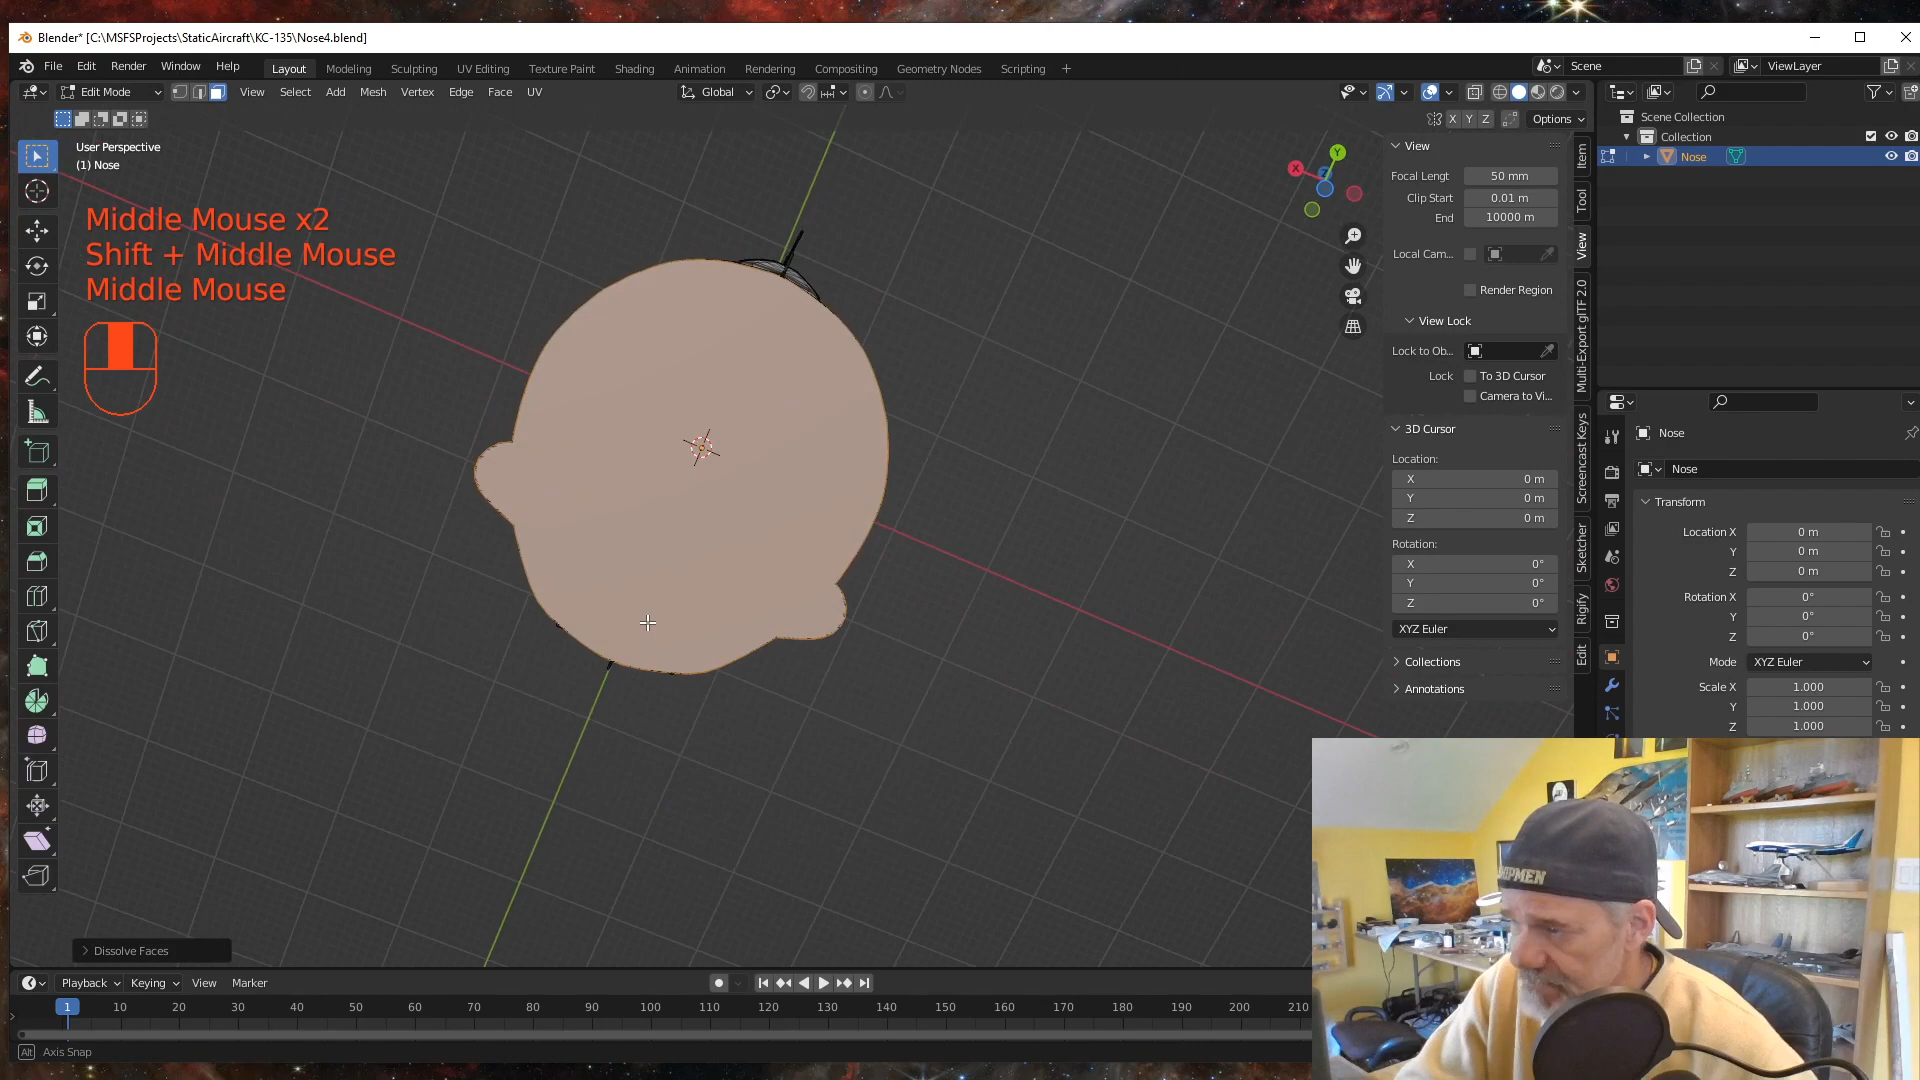 Blender* [C:\MSFSProjects\StaticAircraft\KC-135\Nose4.blend]
File Edit Render Window Help
Layout Modeling Sculpting UV Editing Texture Paint Shading Animation Rendering Compositing Geometry Nodes Scripting +
Scene
ViewLayer
Edit Mode
View Select Add Mesh Vertex Edge Face UV
Global
X Y Z
Options
User Perspective
(1) Nose
Middle Mouse x2
Shift + Middle Mouse
Middle Mouse
X Y Z
View
Focal Lengt 50 mm
Clip Start 0.01 m
End 10000 m
Local Cam...
Render Region
View Lock
Lock to Ob...
Lock To 3D Cursor
Camera to Vi...
3D Cursor
Location:
X 0 m
Y 0 m
Z 0 m
Rotation:
X 0°
Y 0°
Z 0°
XYZ Euler
Collections
Annotations
Item
Tool
View
Multi-Export glTF 2.0
Screencast Keys
Sketcher
Rigify
Edit
Scene Collection
Collection
Nose
Nose
Nose
Transform
Location X 0 m
Y 0 m
Z 0 m
Rotation X 0°
Y 0°
Z 0°
Mode XYZ Euler
Scale X 1.000
Y 1.000
Z 1.000
Dissolve Faces
Playback Keying View Marker
1 10 20 30 40 50 60 70 80 90 100 110 120 130 140 150 160 170 180 190 200 210
Alt Axis Snap